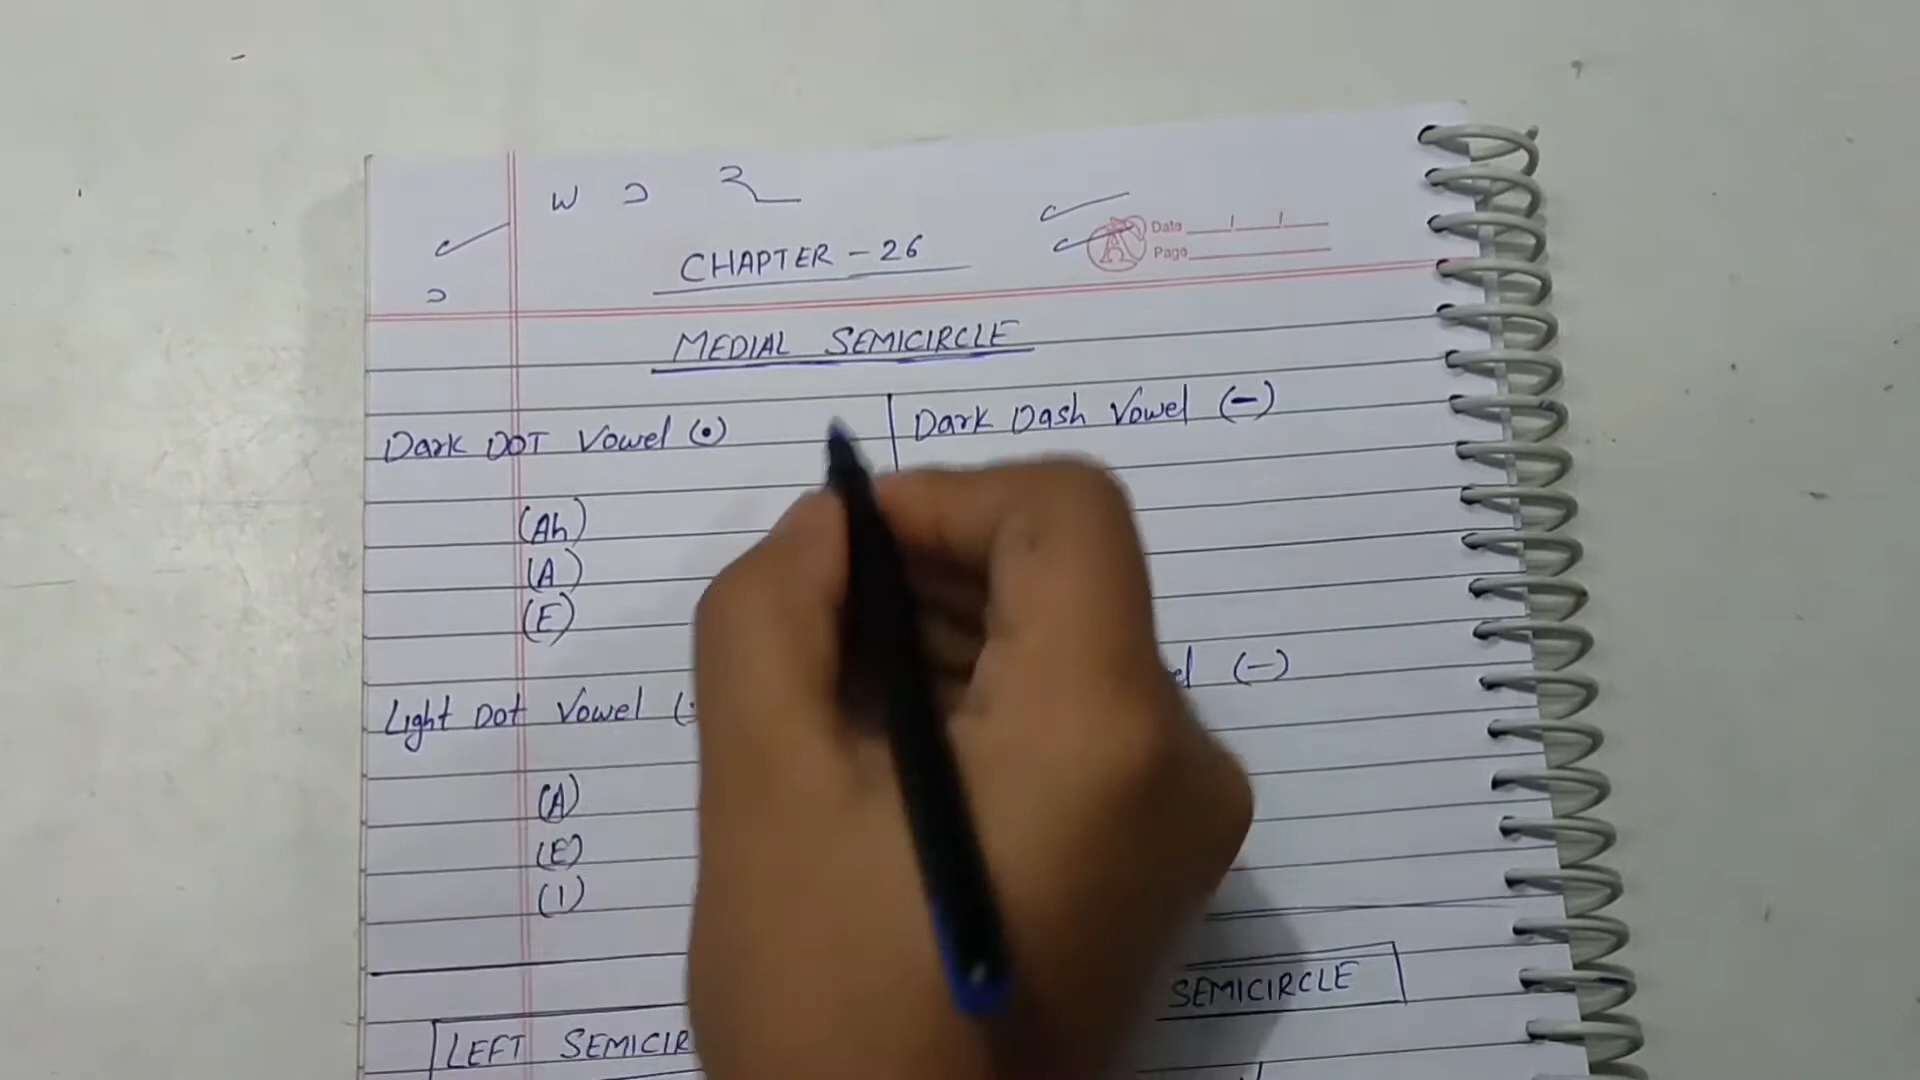 W
CHAPTER - 26
Date
Page
MEDIAL SEMICIRCLE
Dark DOT Vowel (•)
Dark Dash Vowel (–)
(Ah)
(A)
(E)
Light Dot Vowel (.
(–)
(A)
(E)
(I)
LEFT SEMICIR
SEMICIRCLE